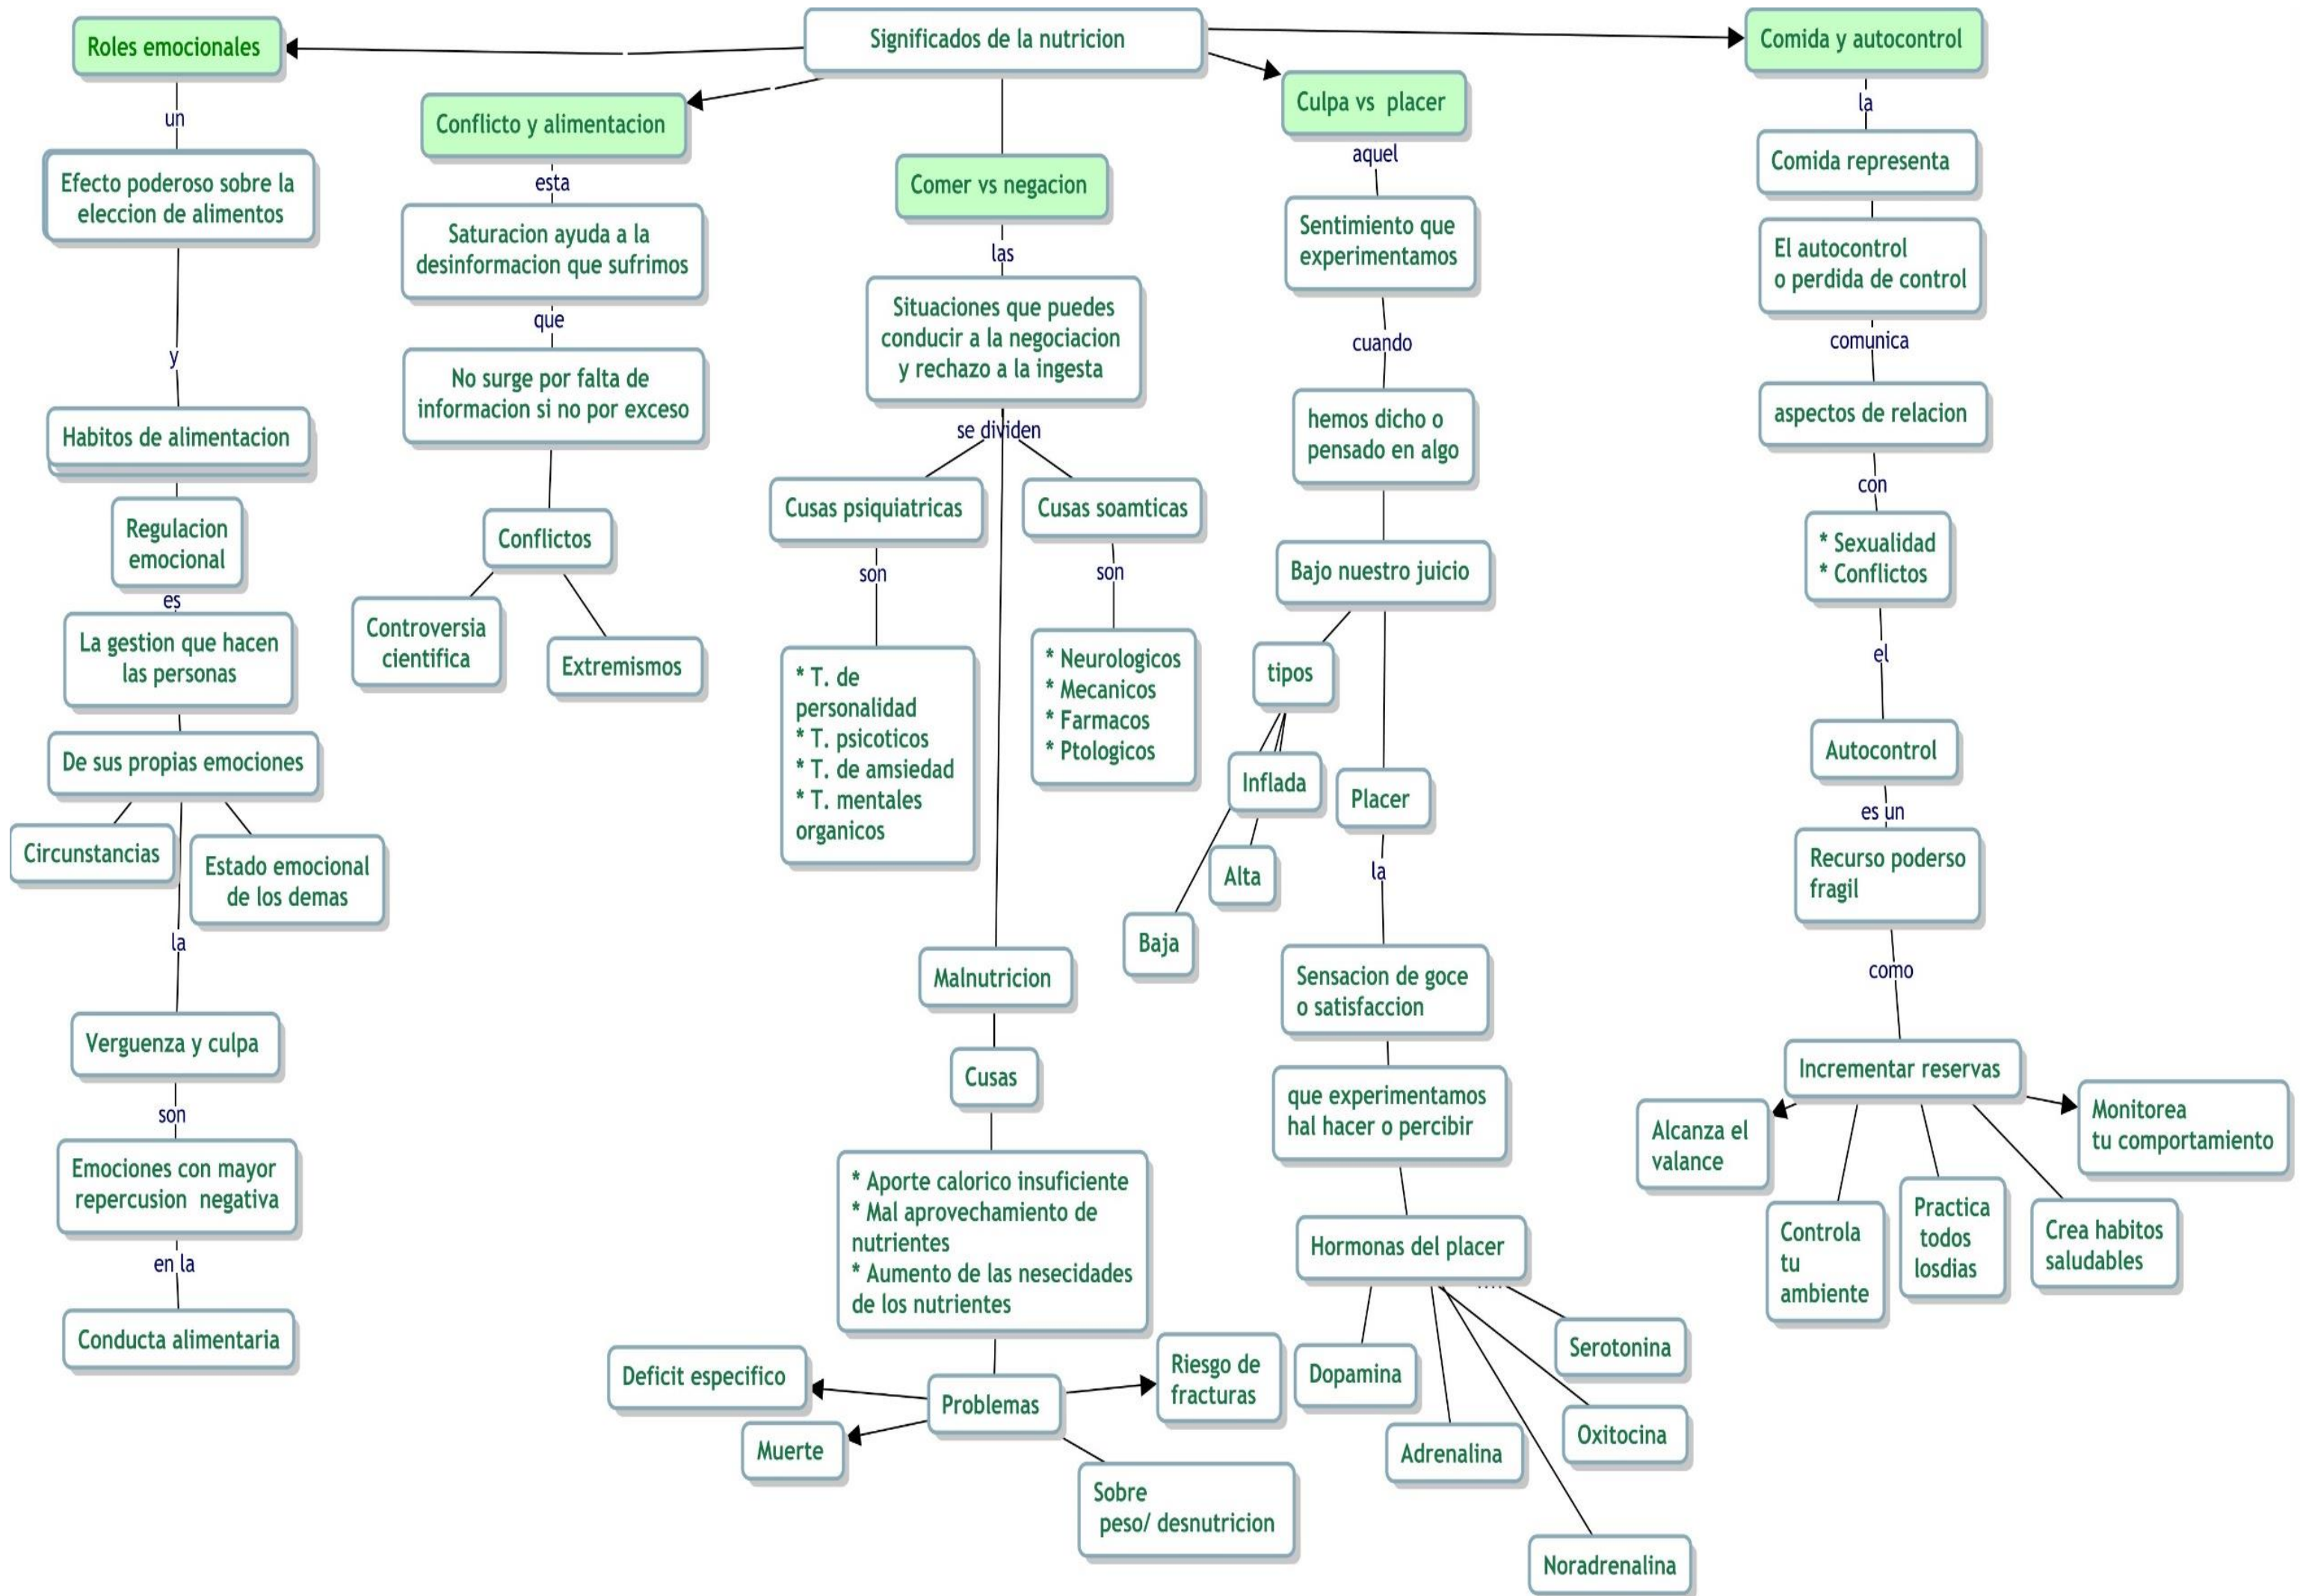 Significados de la nutricion
Roles emocionales
un
Efecto poderoso sobre la
eleccion de alimentos
y
Habitos de alimentacion
Regulacion
emocional
es
La gestion que hacen
las personas
De sus propias emociones
Circunstancias
Estado emocional
de los demas
la
Verguenza y culpa
son
Emociones con mayor
repercusion negativa
en la
Conducta alimentaria
Conflicto y alimentacion
esta
Saturacion ayuda a la
desinformacion que sufrimos
que
No surge por falta de
informacion si no por exceso
Conflictos
Controversia
cientifica
Extremismos
Comer vs negacion
las
Situaciones que puedes
conducir a la negociacion
y rechazo a la ingesta
se dividen
Cusas psiquiatricas
son
* T. de
personalidad
* T. psicoticos
* T. de amsiedad
* T. mentales
organicos
Cusas soamticas
son
* Neurologicos
* Mecanicos
* Farmacos
* Ptologicos
Malnutricion
Cusas
* Aporte calorico insuficiente
* Mal aprovechamiento de
nutrientes
* Aumento de las nesecidades
de los nutrientes
Problemas
Deficit especifico
Muerte
Riesgo de
fracturas
Sobre
peso/ desnutricion
Culpa vs placer
aquel
Sentimiento que
experimentamos
cuando
hemos dicho o
pensado en algo
Bajo nuestro juicio
tipos
Inflada
Alta
Baja
Placer
la
Sensacion de goce
o satisfaccion
que experimentamos
hal hacer o percibir
Hormonas del placer
Dopamina
Adrenalina
Serotonina
Oxitocina
Noradrenalina
Comida y autocontrol
la
Comida representa
El autocontrol
o perdida de control
comunica
aspectos de relacion
con
* Sexualidad
* Conflictos
el
Autocontrol
es un
Recurso poderso
fragil
como
Incrementar reservas
Alcanza el
valance
Controla
tu
ambiente
Practica
todos
losdias
Crea habitos
saludables
Monitorea
tu comportamiento